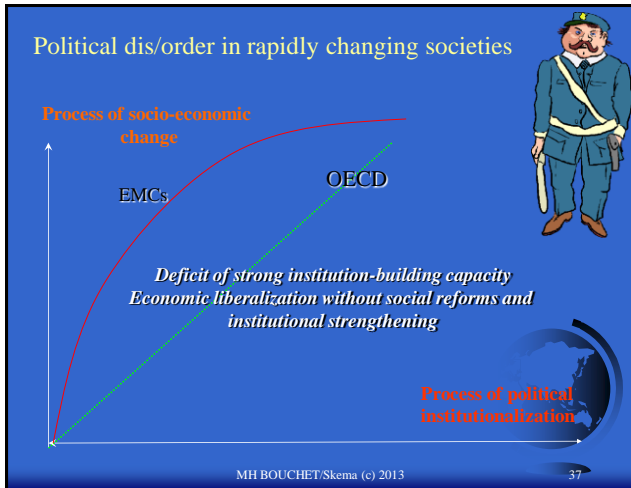 Political dis/order in rapidly changing societies
Process of socio-economic
change
EMCs
OECD
Deficit of strong institution-building capacity
Economic liberalization without social reforms and
institutional strengthening
Process of political
institutionalization
MH BOUCHET/Skema (c) 2013
37